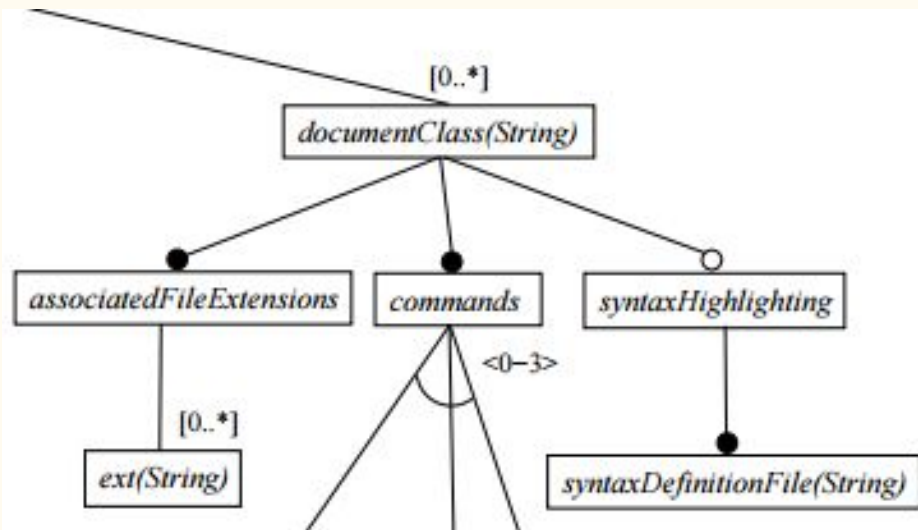 [0..*]
documentClass(String)
associatedFileExtensions
commands
syntaxHighlighting
<0–3>
[0..*]
ext(String)
syntaxDefinitionFile(String)